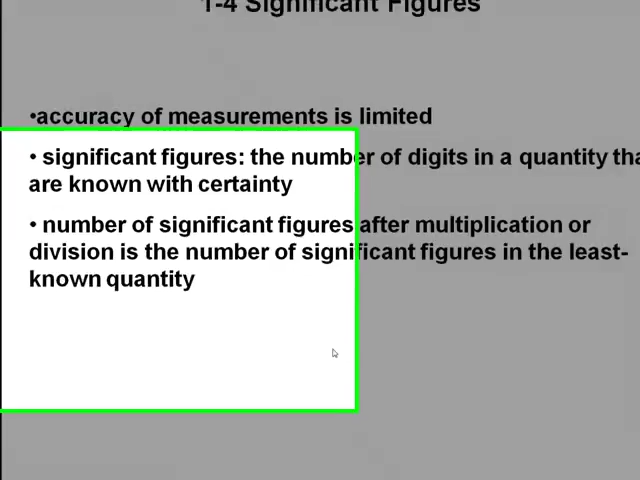 1-4 Significant Figures
•accuracy of measurements is limited
• significant figures: the number of digits in a quantity tha
are known with certainty
• number of significant figures after multiplication or
division is the number of significant figures in the least-
known quantity